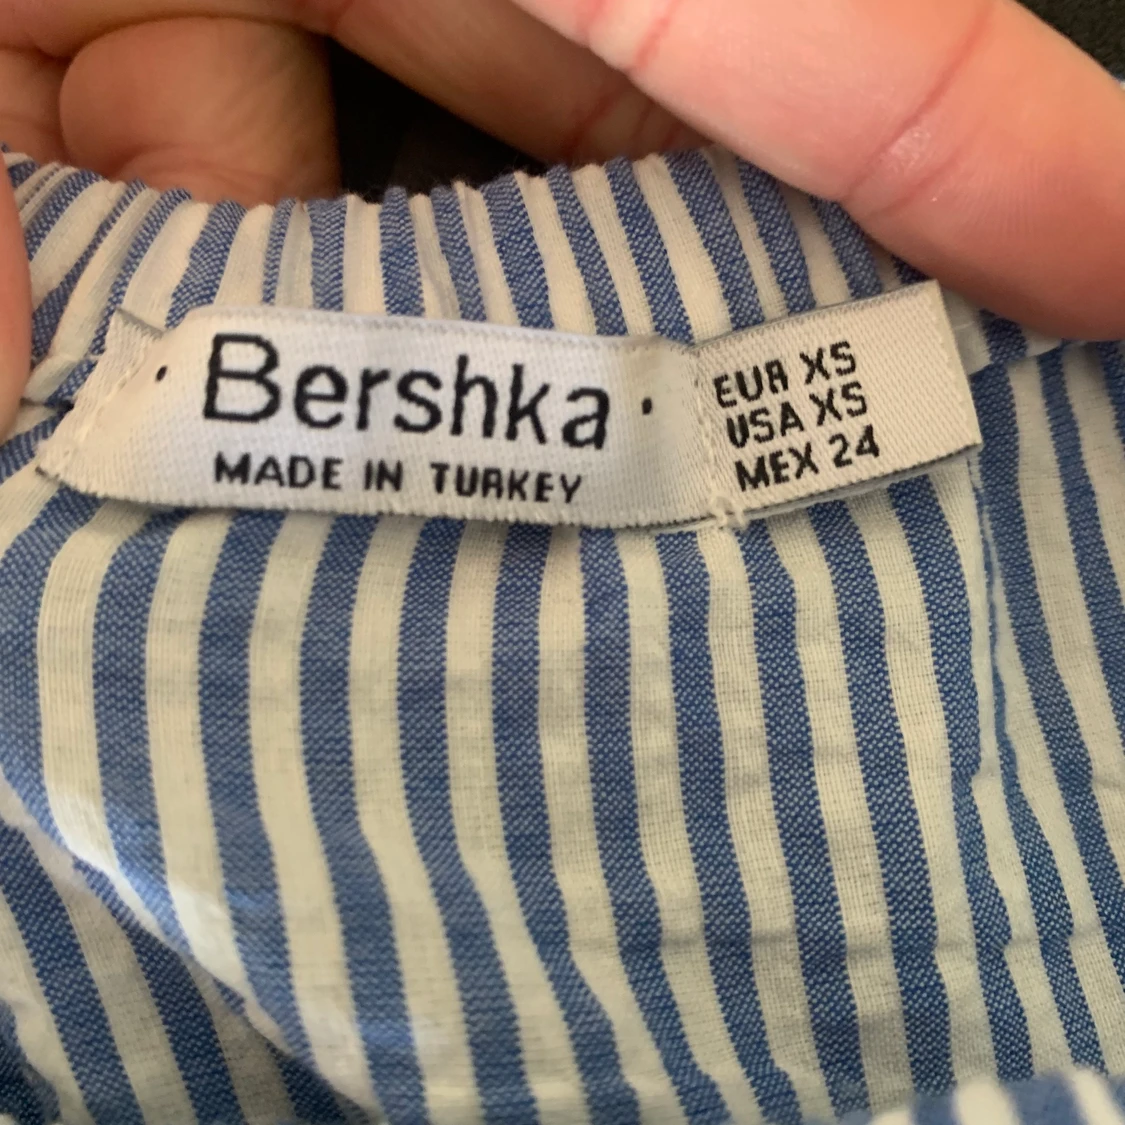 · Bershka ·
MADE IN TURKEY
EUR XS
USA XS
MEX 24